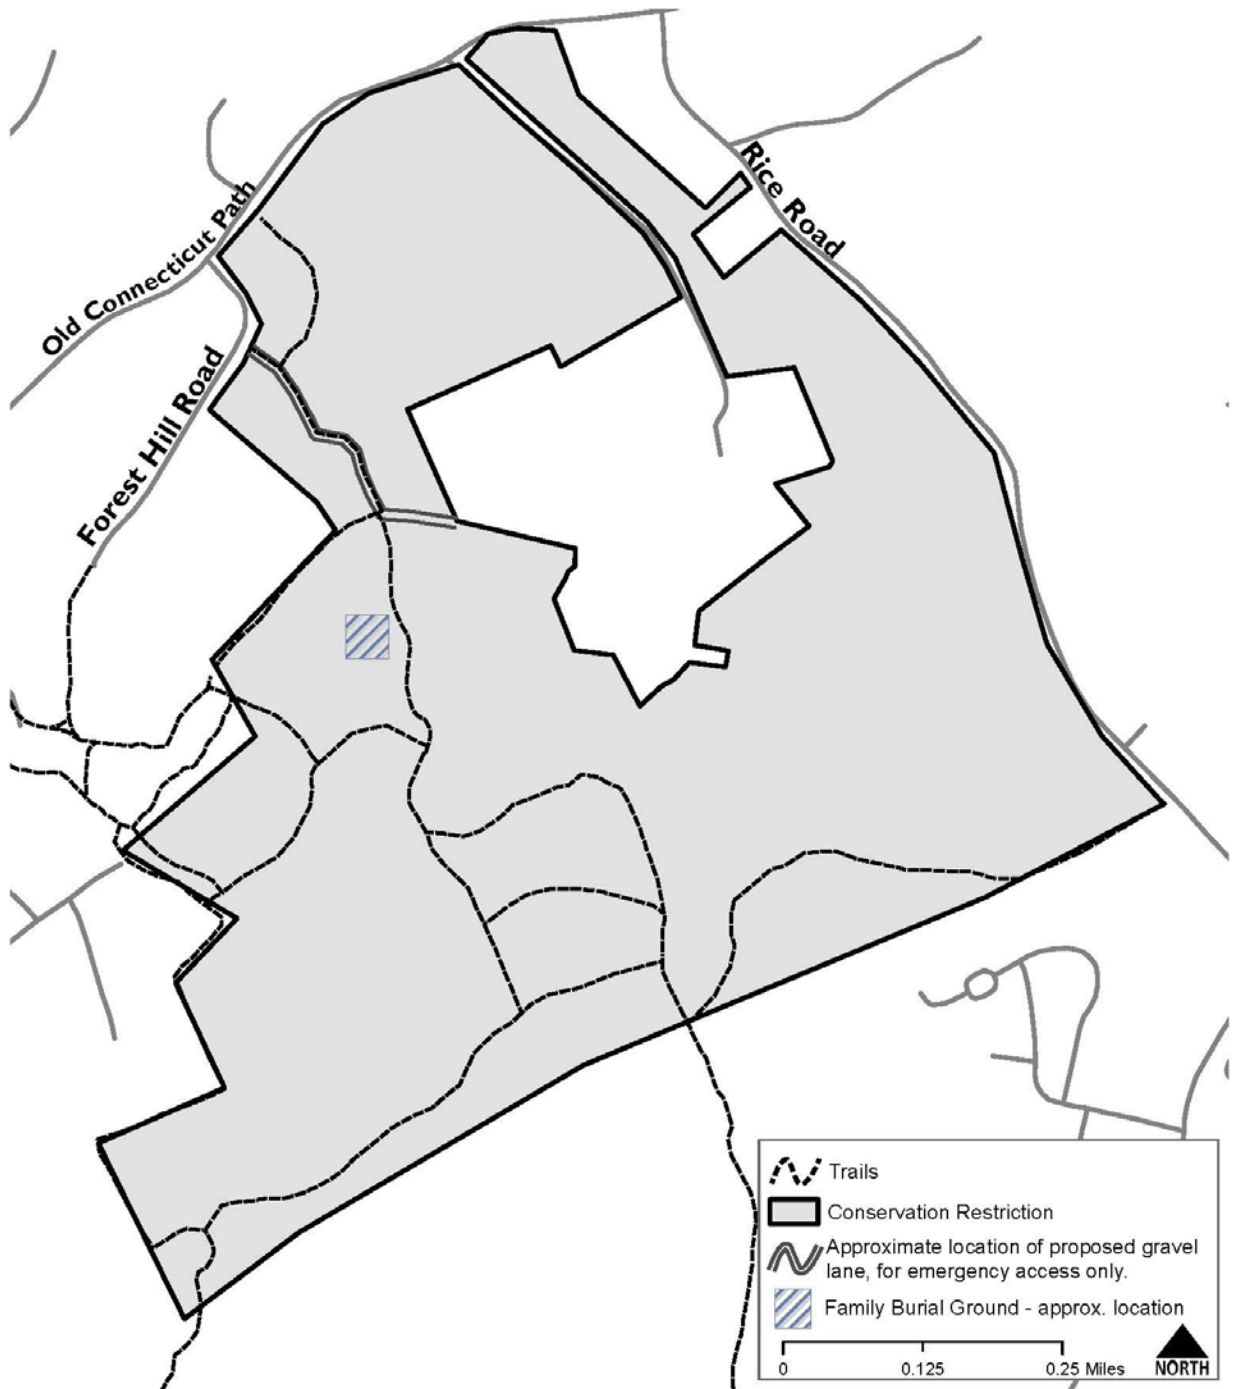 Rice Road
Old Connecticut Path
Forest Hill Road
Trails
Conservation Restriction
Approximate location of proposed gravel
lane, for emergency access only.
Family Burial Ground - approx. location
0 0.125 0.25 Miles
NORTH